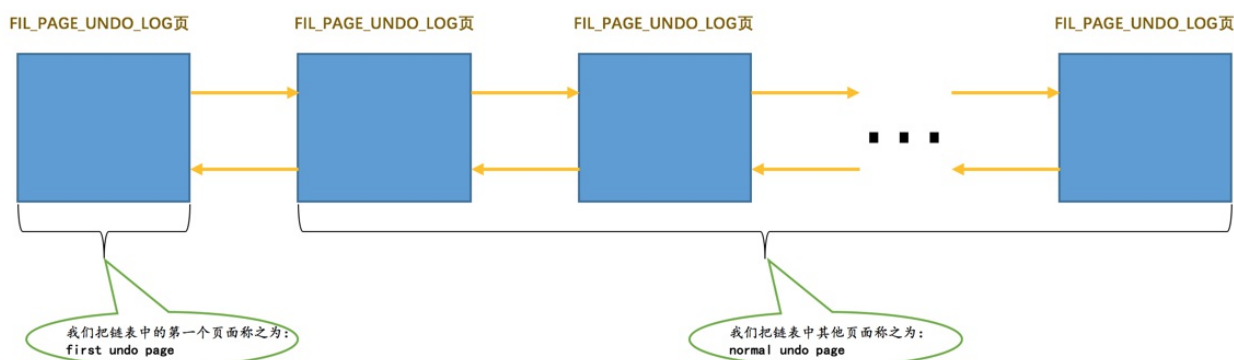 FIL_PAGE_UNDO_LOG页
FIL_PAGE_UNDO_LOG页
FIL_PAGE_UNDO_LOG页
FIL_PAGE_UNDO_LOG页
我们把链表中的第一个页面称之为：
first undo page
我们把链表中其他页面称之为：
normal undo page